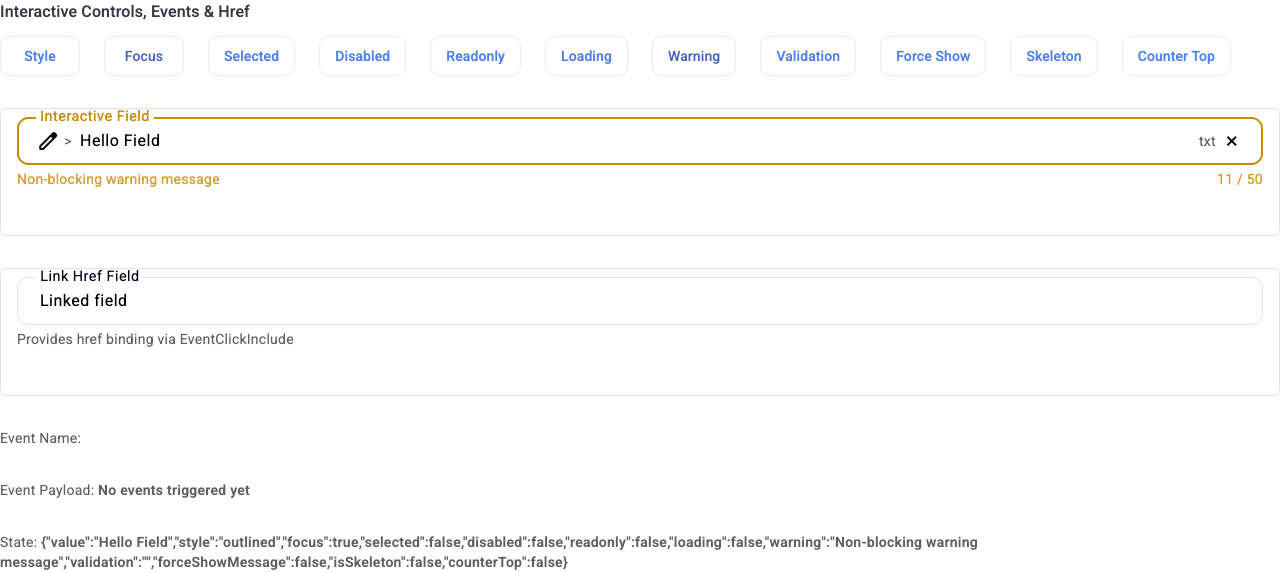 Interactive Controls, Events & Href
Style Focus Selected Disabled Readonly Loading Warning Validation Force Show Skeleton Counter Top
Interactive Field
> Hello Field txt
Non-blocking warning message 11 / 50
Link Href Field
Linked field
Provides href binding via EventClickInclude
Event Name:
Event Payload: No events triggered yet
State: {"value":"Hello Field","style":"outlined","focus":true,"selected":false,"disabled":false,"readonly":false,"loading":false,"warning":"Non-blocking warning
message","validation":"","forceShowMessage":false,"isSkeleton":false,"counterTop":false}